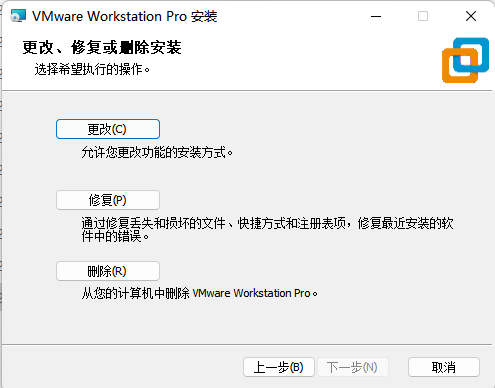 VMware Workstation Pro 安装
更改、修复或删除安装
选择希望执行的操作。
更改(C)
允许您更改功能的安装方式。
修复(P)
通过修复丢失和损坏的文件、快捷方式和注册表项，修复最近安装的软
件中的错误。
删除(R)
从您的计算机中删除 VMware Workstation Pro。
上一步(B) 下一步(N) 取消